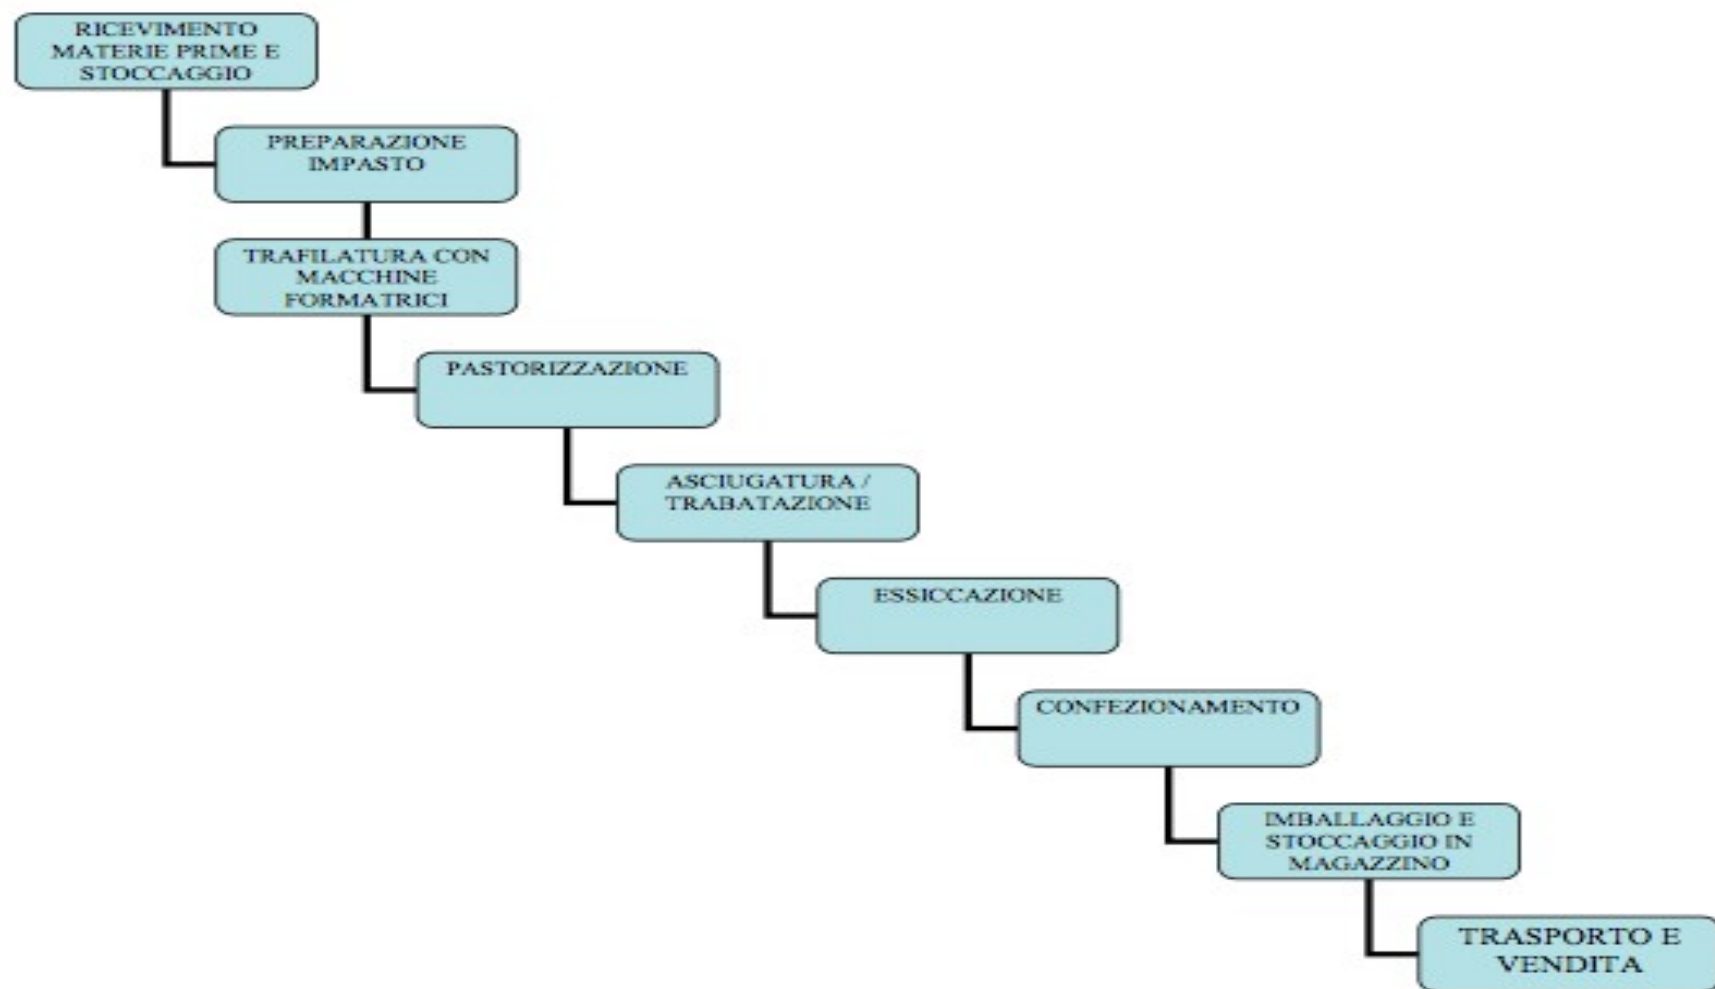 RICEVIMENTO
MATERIE PRIME E
STOCCAGGIO
PREPARAZIONE
IMPASTO
TRAFILATURA CON
MACCHINE
FORMATRICI
PASTORIZZAZIONE
ASCIUGATURA /
TRABATAZIONE
ESSICCAZIONE
CONFEZIONAMENTO
IMBALLAGGIO E
STOCCAGGIO IN
MAGAZZINO
TRASPORTO E
VENDITA